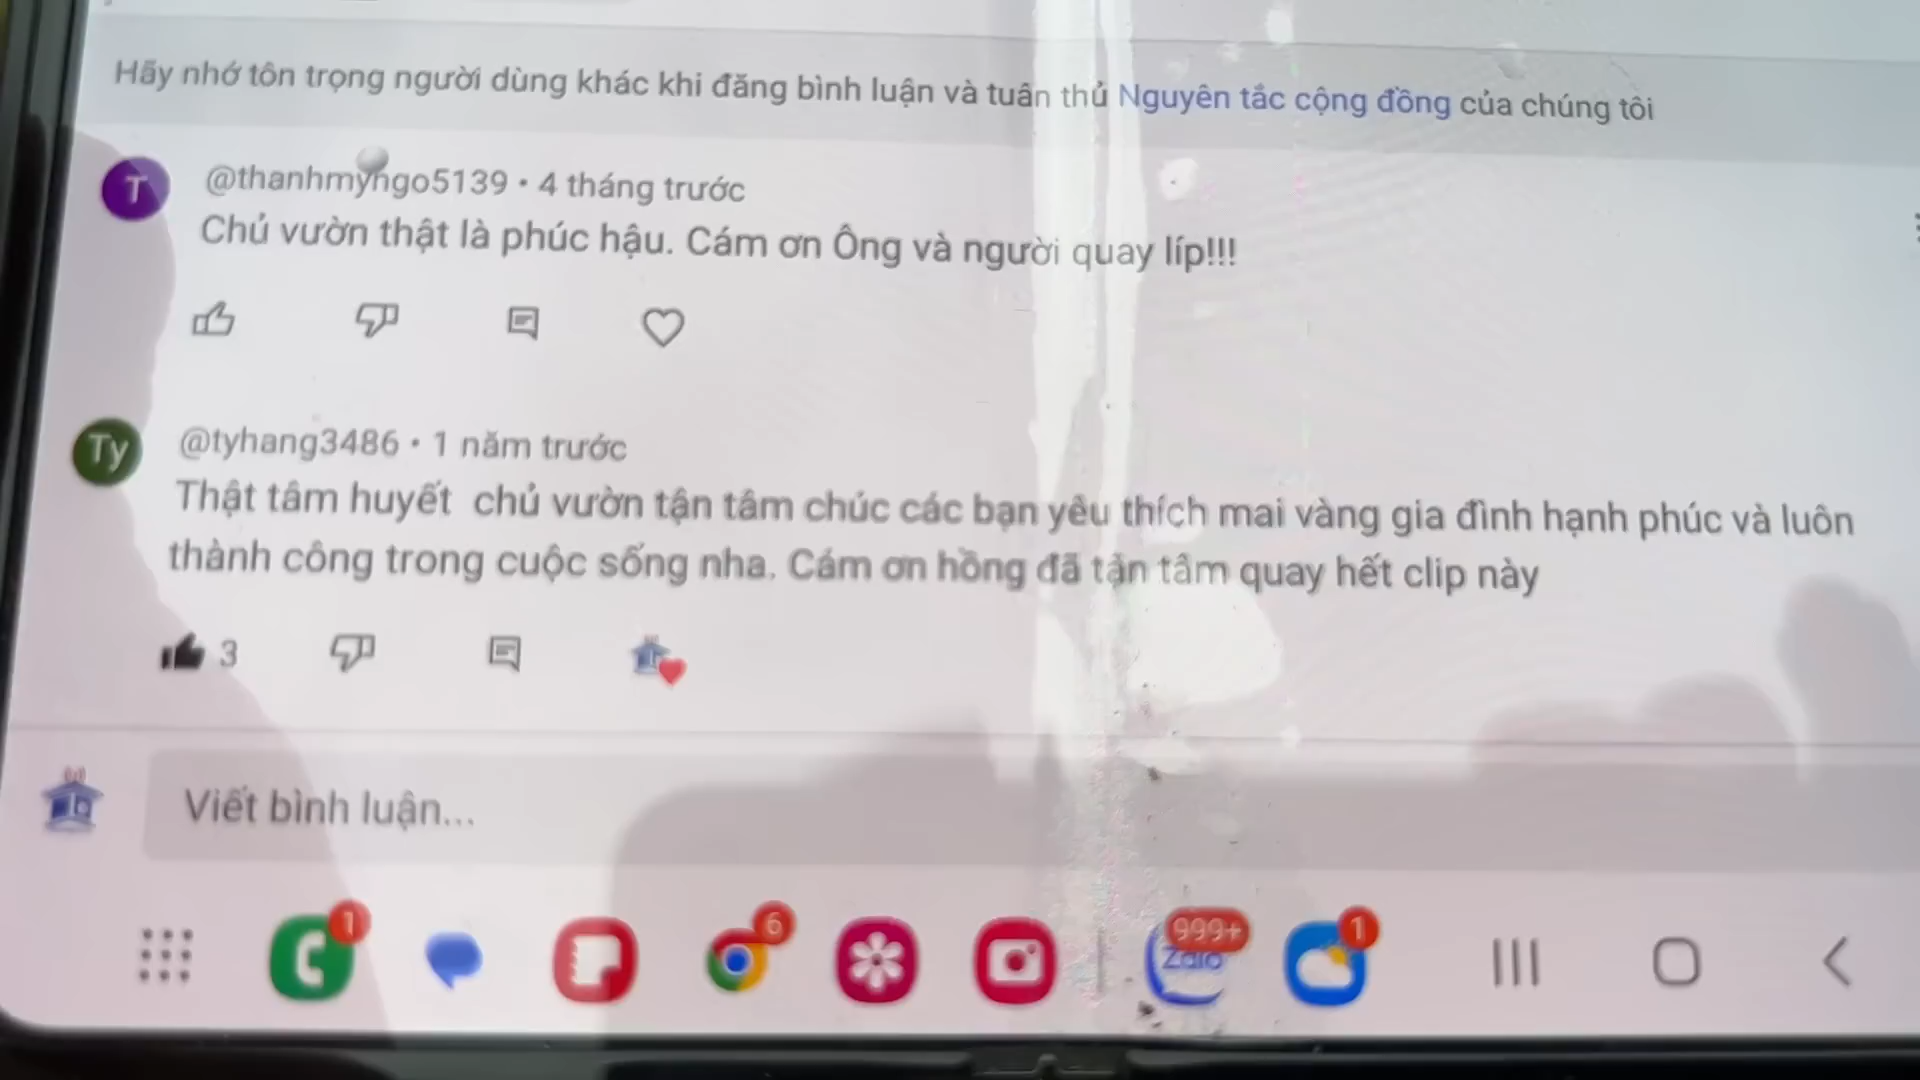 Hãy nhớ tôn trọng người dùng khác khi đăng bình luận và tuân thủ Nguyên tắc cộng đồng của chúng tôi
T
@thanhmyngo5139 • 4 tháng trước
Chủ vườn thật là phúc hậu. Cám ơn Ông và người quay líp!!!
Ty
@tyhang3486 • 1 năm trước
Thật tâm huyết chủ vườn tận tâm chúc các bạn yêu thích mai vàng gia đình hạnh phúc và luôn
thành công trong cuộc sống nha. Cám ơn hồng đã tận tâm quay hết clip này
3
Viết bình luận...
1
6
999+
1
Zalo